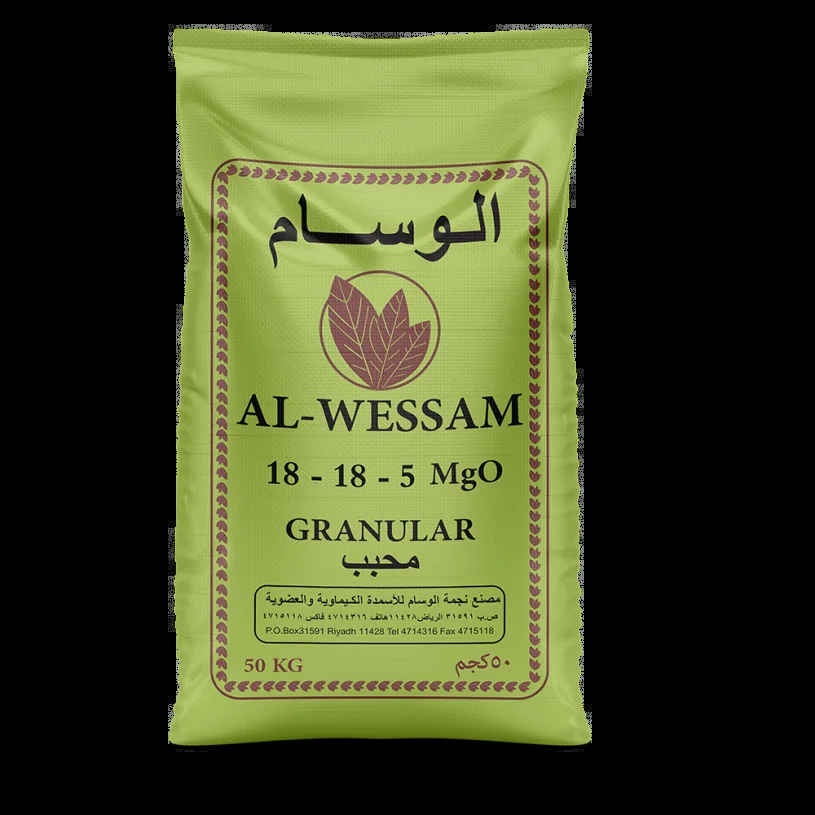 الوسام
AL-WESSAM
18 - 18 - 5 MgO
GRANULAR
محبب
مصنع نجمة الوسام للأسمدة الكيماوية والعضوية
ص.ب ٣١٥٩١ الرياض ١١٤٢٨ هاتف ٤٧١٤٣١٦ فاكس ٤٧١٥١١٨
P.O.Box31591 Riyadh 11428 Tel 4714316 Fax 4715118
50 KG ٥٠ كجم